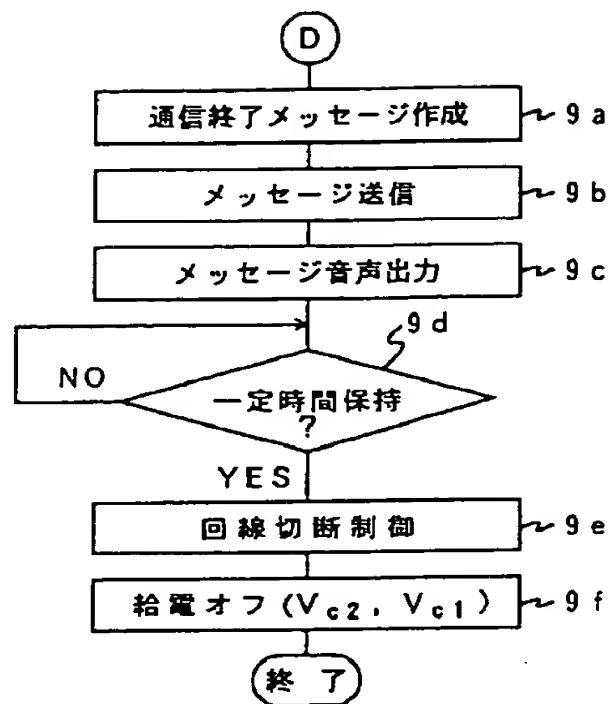 D
通信終了メッセージ作成 9a
メッセージ送信 9b
メッセージ音声出力 9c
9d
NO
一定時間保持
?
YES
回線切断制御 9e
給電オフ(Vc2, Vc1) 9f
終了